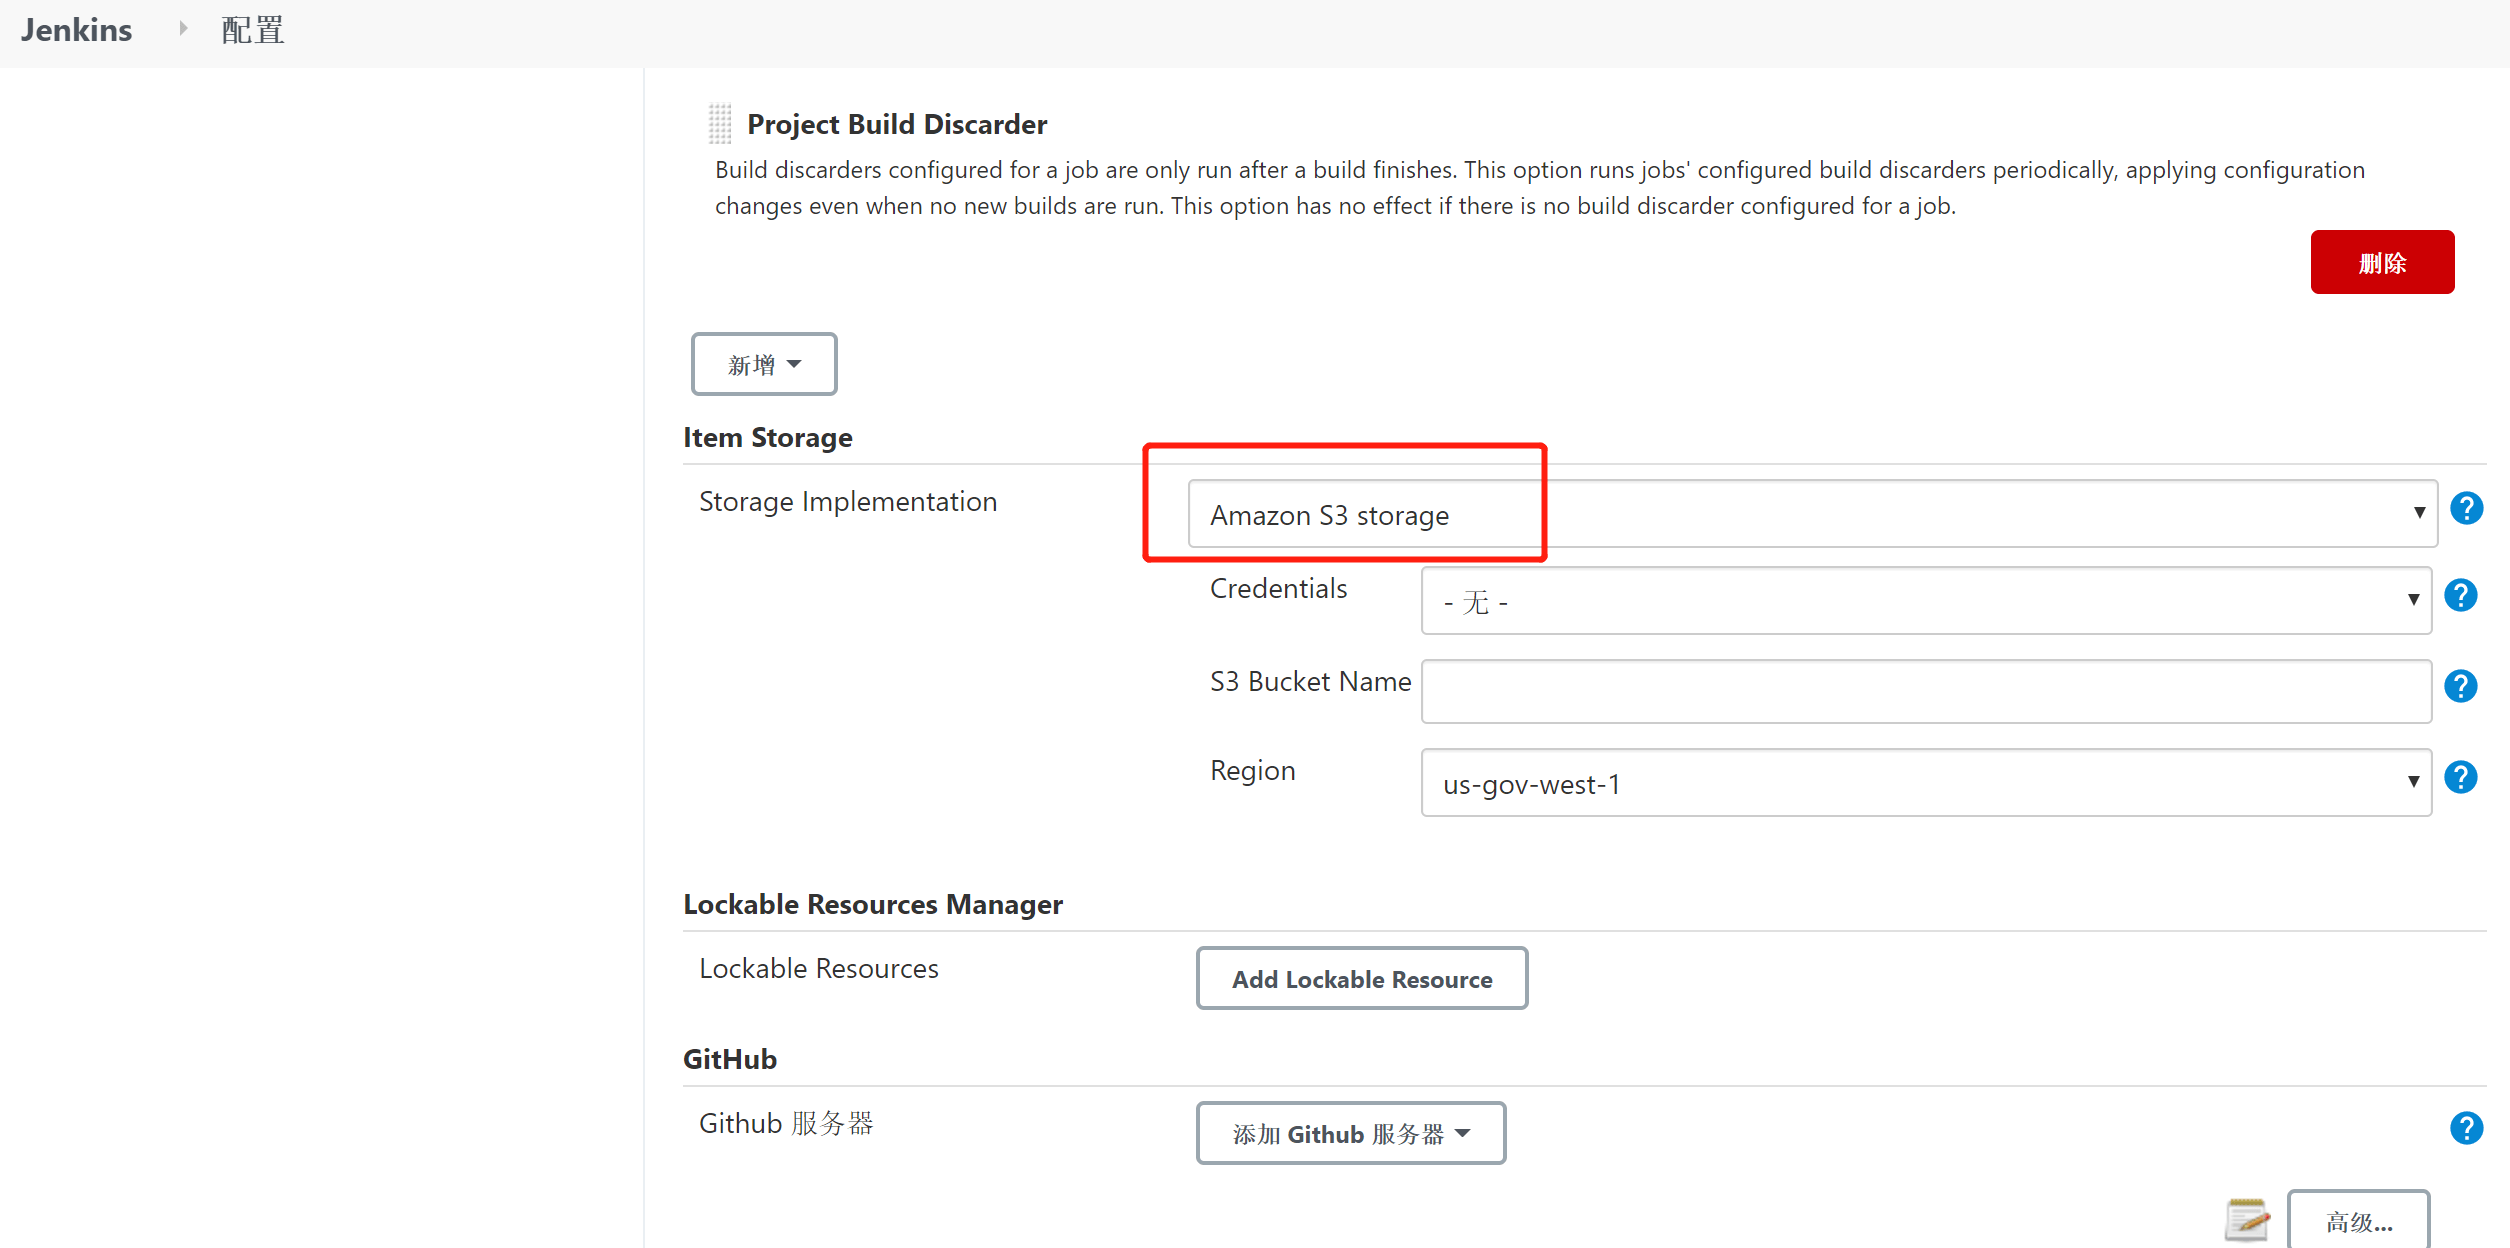 Jenkins 配置
Project Build Discarder
Build discarders configured for a job are only run after a build finishes. This option runs jobs' configured build discarders periodically, applying configuration
changes even when no new builds are run. This option has no effect if there is no build discarder configured for a job.
删除
新增
Item Storage
Storage Implementation
Amazon S3 storage
Credentials
- 无 -
S3 Bucket Name
Region
us-gov-west-1
Lockable Resources Manager
Lockable Resources
Add Lockable Resource
GitHub
Github 服务器
添加 Github 服务器
高级...